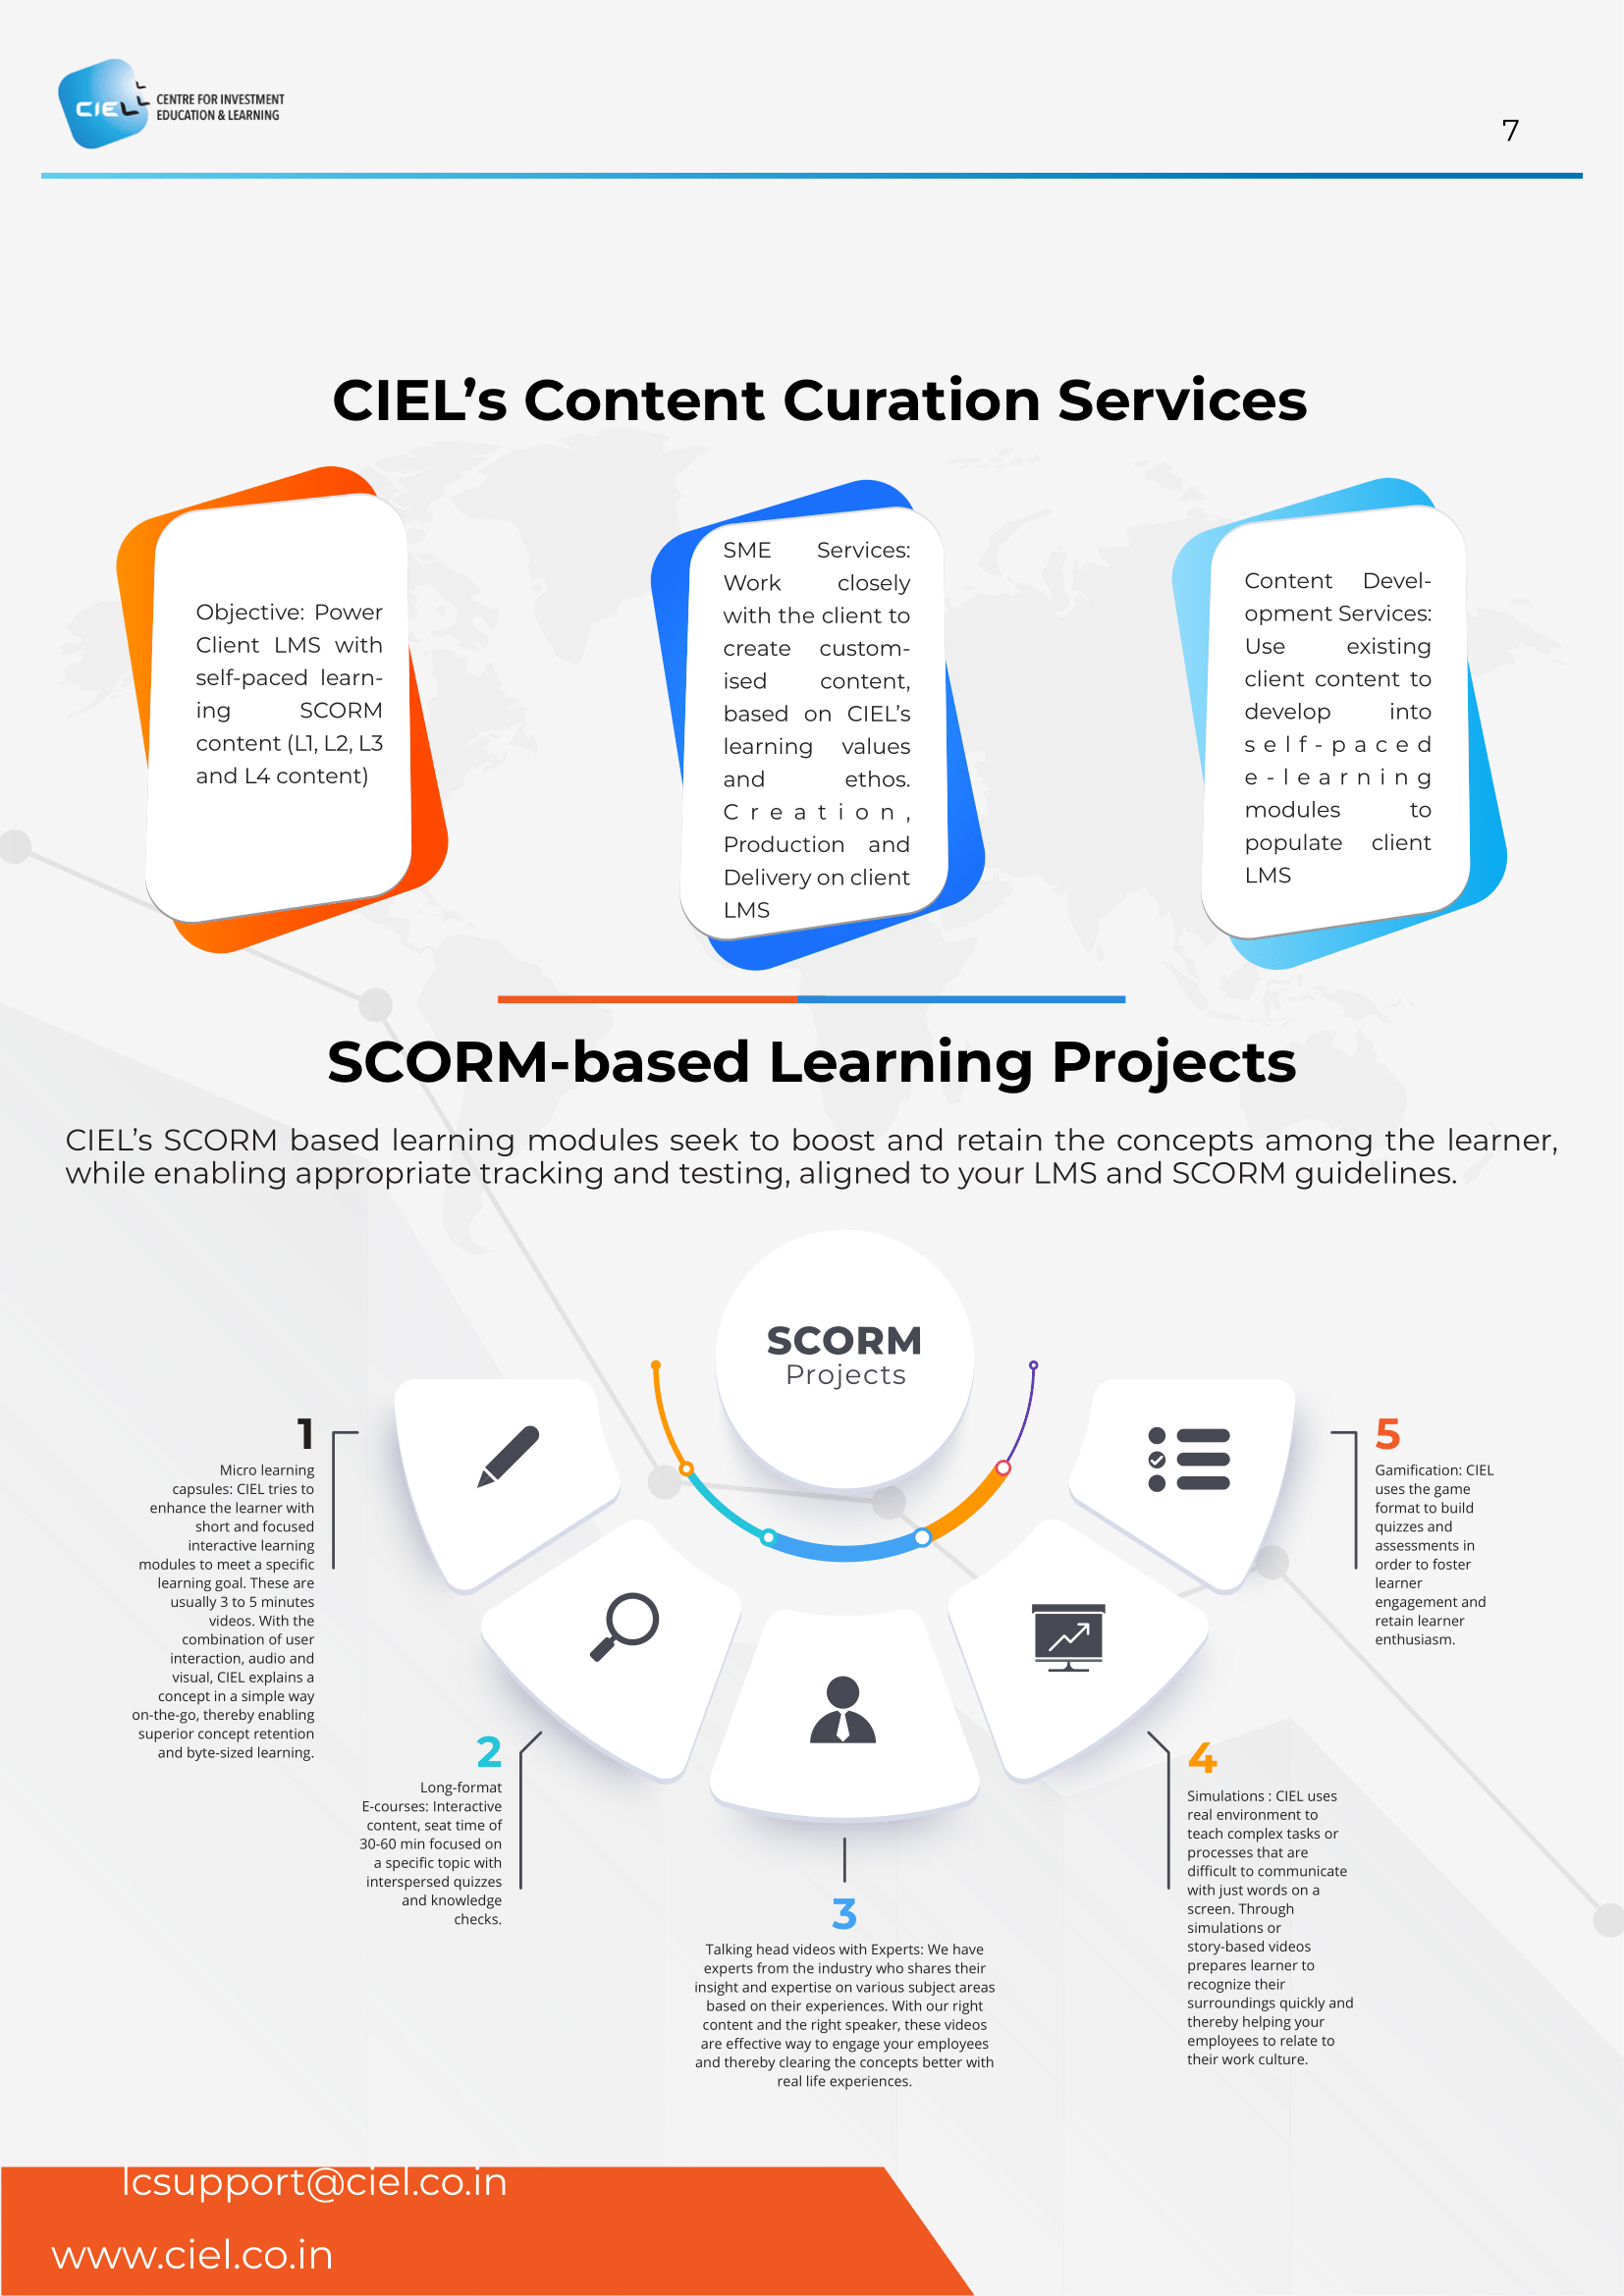 CIEL
CENTRE FOR INVESTMENT
EDUCATION & LEARNING
7
CIEL’s Content Curation Services
Objective: Power
Client LMS with
self-paced learn-
ing SCORM
content (L1, L2, L3
and L4 content)
SME Services:
Work closely
with the client to
create custom-
ised content,
based on CIEL’s
learning values
and ethos.
Creation,
Production and
Delivery on client
LMS
Content Devel-
opment Services:
Use existing
client content to
develop into
self-paced
e-learning
modules to
populate client
LMS
SCORM-based Learning Projects
CIEL’s SCORM based learning modules seek to boost and retain the concepts among the learner,
while enabling appropriate tracking and testing, aligned to your LMS and SCORM guidelines.
SCORM
Projects
1
Micro learning
capsules: CIEL tries to
enhance the learner with
short and focused
interactive learning
modules to meet a specific
learning goal. These are
usually 3 to 5 minutes
videos. With the
combination of user
interaction, audio and
visual, CIEL explains a
concept in a simple way
on-the-go, thereby enabling
superior concept retention
and byte-sized learning.
2
Long-format
E-courses: Interactive
content, seat time of
30-60 min focused on
a specific topic with
interspersed quizzes
and knowledge
checks.
3
Talking head videos with Experts: We have
experts from the industry who shares their
insight and expertise on various subject areas
based on their experiences. With our right
content and the right speaker, these videos
are effective way to engage your employees
and thereby clearing the concepts better with
real life experiences.
4
Simulations : CIEL uses
real environment to
teach complex tasks or
processes that are
difficult to communicate
with just words on a
screen. Through
simulations or
story-based videos
prepares learner to
recognize their
surroundings quickly and
thereby helping your
employees to relate to
their work culture.
5
Gamification: CIEL
uses the game
format to build
quizzes and
assessments in
order to foster
learner
engagement and
retain learner
enthusiasm.
lcsupport@ciel.co.in
www.ciel.co.in